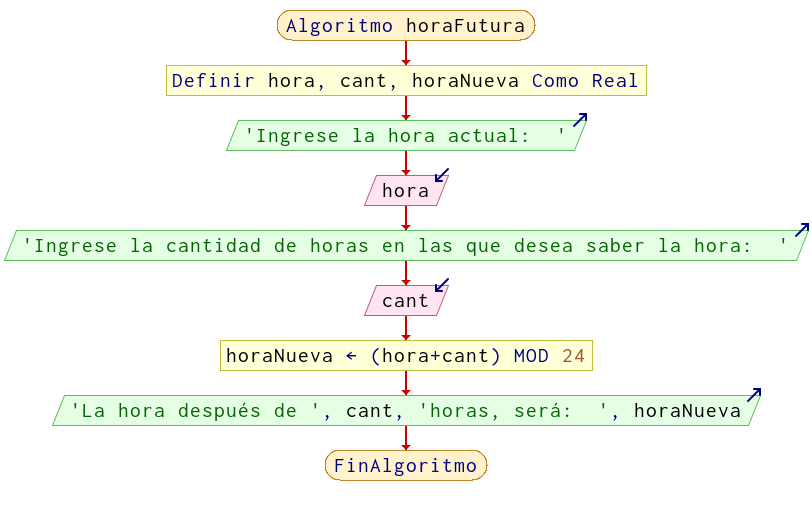 Algoritmo horaFutura
Definir hora, cant, horaNueva Como Real
'Ingrese la hora actual:  '
hora
'Ingrese la cantidad de horas en las que desea saber la hora:  '
cant
horaNueva ← (hora+cant) MOD 24
'La hora después de ', cant, 'horas, será:  ', horaNueva
FinAlgoritmo